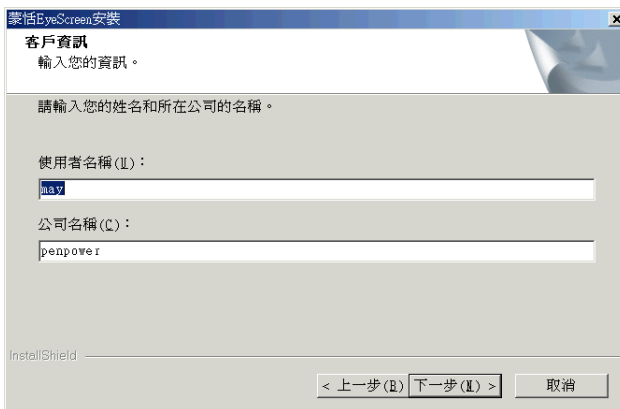 蒙恬EyeScreen安裝
客戶資訊
輸入您的資訊。
請輸入您的姓名和所在公司的名稱。
使用者名稱(U)：
may
公司名稱(C)：
penpower
InstallShield
< 上一步(B) 下一步(N) > 取消